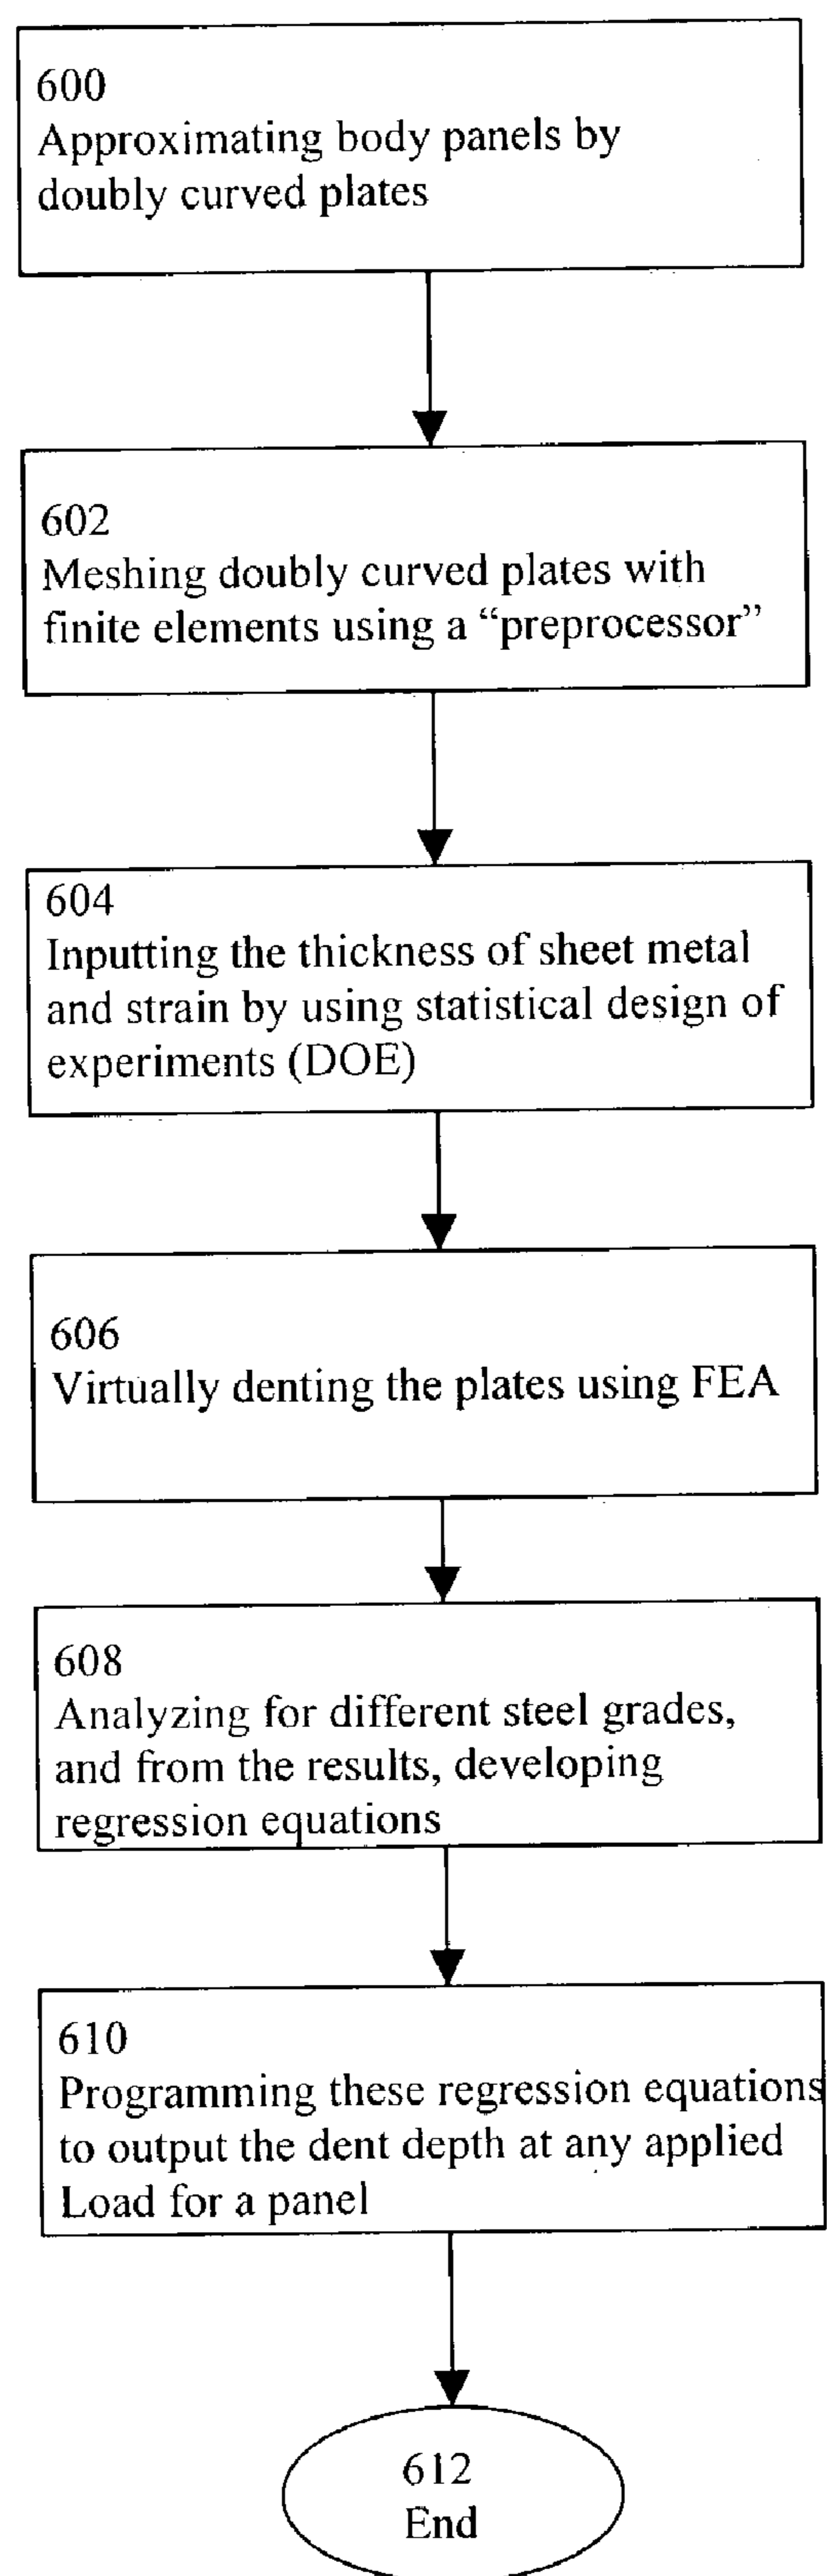 600
Approximating body panels by
doubly curved plates
602
Meshing doubly curved plates with
finite elements using a “preprocessor”
604
Inputting the thickness of sheet metal
and strain by using statistical design of
experiments (DOE)
606
Virtually denting the plates using FEA
608
Analyzing for different steel grades,
and from the results, developing
regression equations
610
Programming these regression equations
to output the dent depth at any applied
Load for a panel
612
End